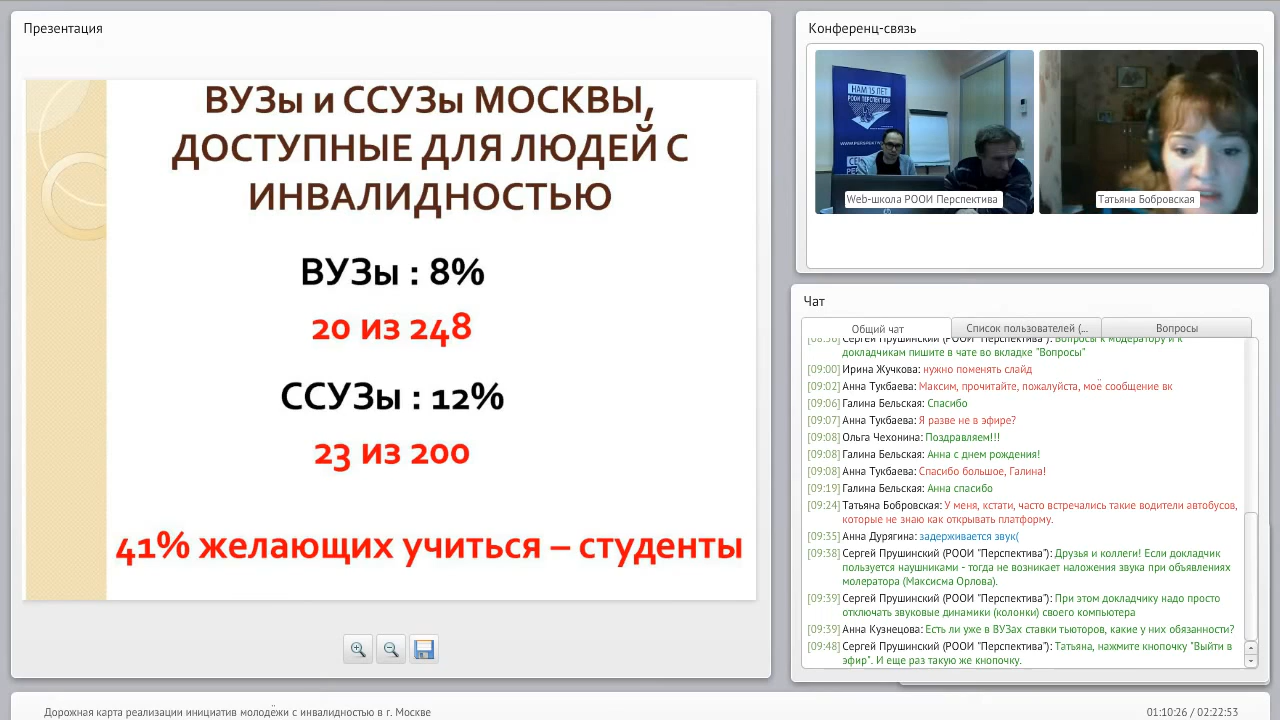 Презентация
ВУЗы и ССУЗы МОСКВЫ,
ДОСТУПНЫЕ ДЛЯ ЛЮДЕЙ С
ИНВАЛИДНОСТЬЮ
ВУЗы : 8%
20 из 248
ССУЗы : 12%
23 из 200
41% желающих учиться – студенты
Конференц-связь
НАМ 15 ЛЕТ
РООИ ПЕРСПЕКТИВА
Web-школа РООИ Перспектива
Татьяна Бобровская
Чат
Общий чат
Список пользователей (...
Вопросы
[08:58] Сергей Прушинский (РООИ "Перспектива"): Вопросы к модератору и к
докладчикам пишите в чате во вкладке "Вопросы"
[09:00] Ирина Жучкова: нужно поменять слайд
[09:02] Анна Тукбаева: Максим, прочитайте, пожалуйста, моё сообщение вк
[09:06] Галина Бельская: Спасибо
[09:07] Анна Тукбаева: Я разве не в эфире?
[09:08] Ольга Чехонина: Поздравляем!!!
[09:08] Галина Бельская: Анна с днем рождения!
[09:08] Анна Тукбаева: Спасибо большое, Галина!
[09:19] Галина Бельская: Анна спасибо
[09:24] Татьяна Бобровская: У меня, кстати, часто встречались такие водители автобусов,
которые не знаю как открывать платформу.
[09:35] Анна Дурягина: задерживается звук(
[09:38] Сергей Прушинский (РООИ "Перспектива"): Друзья и коллеги! Если докладчик
пользуется наушниками - тогда не возникает наложения звука при объявлениях
молератора (Максисма Орлова).
[09:39] Сергей Прушинский (РООИ "Перспектива"): При этом докладчику надо просто
отключать звуковые динамики (колонки) своего компьютера
[09:39] Анна Кузнецова: Есть ли уже в ВУЗах ставки тьюторов, какие у них обязанности?
[09:48] Сергей Прушинский (РООИ "Перспектива"): Татьяна, нажмите кнопочку "Выйти в
эфир". И еще раз такую же кнопочку.
Дорожная карта реализации инициатив молодёжи с инвалидностью в г. Москве
01:10:26 / 02:22:53